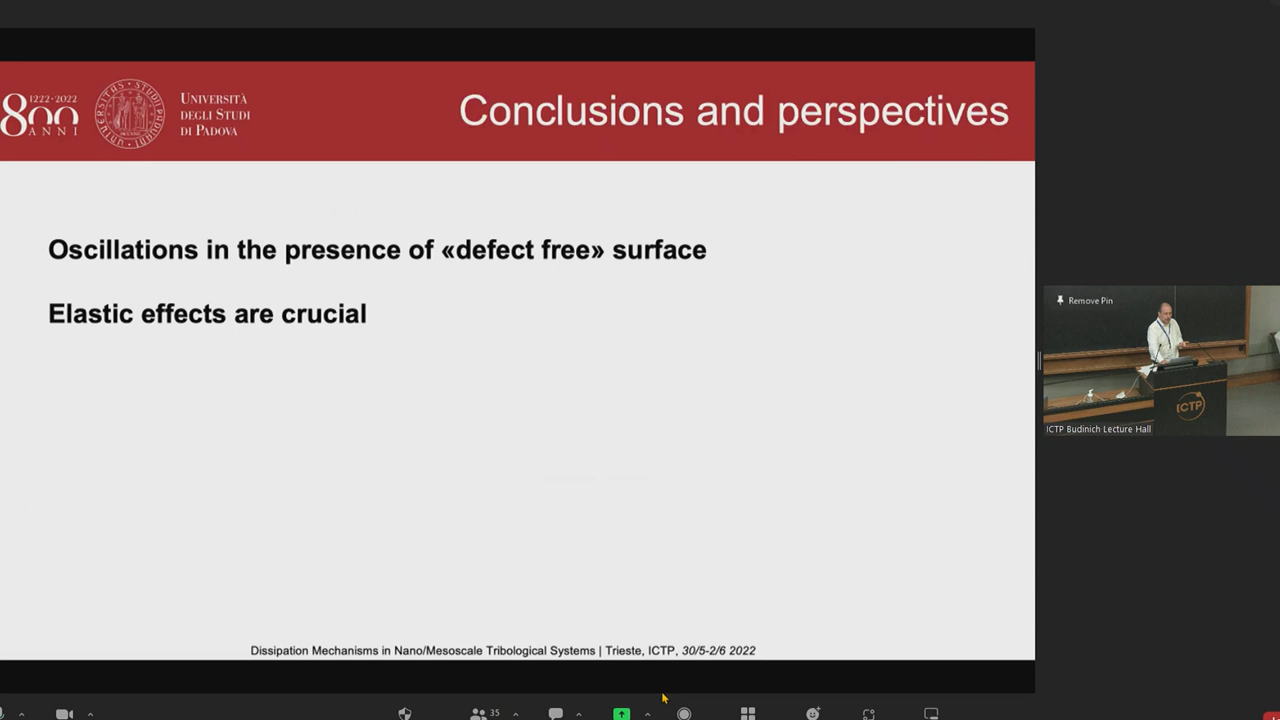 1222·2022
800
ANNI
UNIVERSITÀ
DEGLI STUDI
DI PADOVA
Conclusions and perspectives
Oscillations in the presence of «defect free» surface
Elastic effects are crucial
Remove Pin
ICTP
ICTP Budinich Lecture Hall
Dissipation Mechanisms in Nano/Mesoscale Tribological Systems | Trieste, ICTP, 30/5-2/6 2022
35